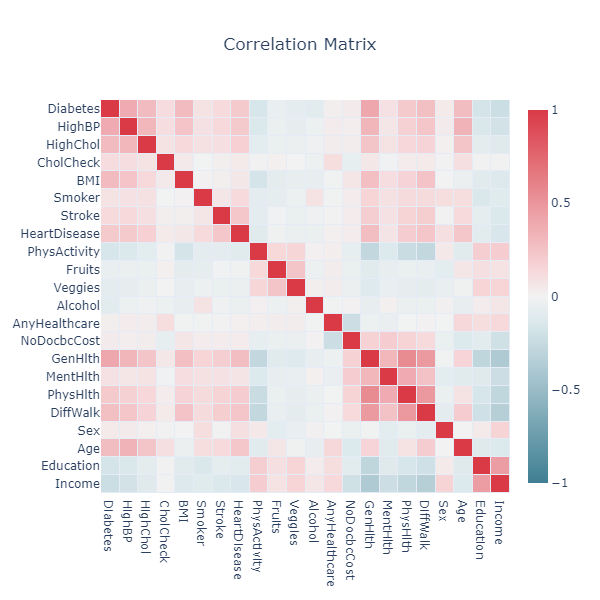 Correlation Matrix
Diabetes
HighBP
HighChol
CholCheck
BMI
Smoker
Stroke
HeartDisease
PhysActivity
Fruits
Veggies
Alcohol
AnyHealthcare
NoDocbcCost
GenHlth
MentHlth
PhysHlth
DiffWalk
Sex
Age
Education
Income
Diabetes
HighBP
HighChol
CholCheck
BMI
Smoker
Stroke
HeartDisease
PhysActivity
Fruits
Veggies
Alcohol
AnyHealthcare
NoDocbcCost
GenHlth
MentHlth
PhysHlth
DiffWalk
Sex
Age
Education
Income
1
0.5
0
−0.5
−1